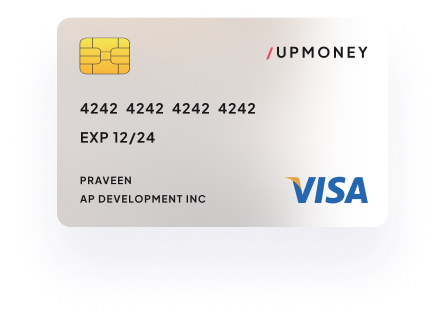 /UPMONEY
4242 4242 4242 4242
EXP 12/24
PRAVEEN
AP DEVELOPMENT INC
VISA